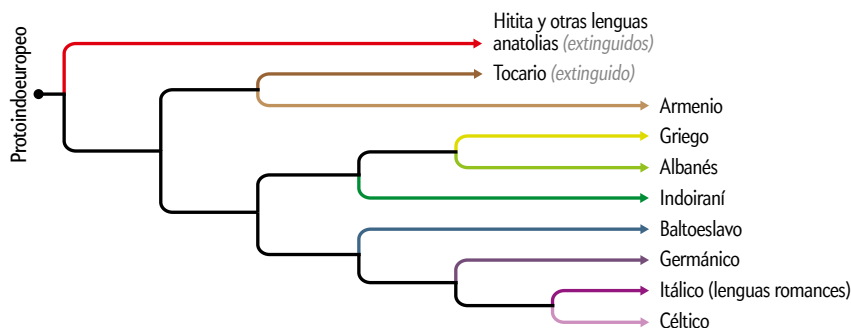 Protoindoeuropeo
Hitita y otras lenguas
anatolias (extinguidos)
Tocario (extinguido)
Armenio
Griego
Albanés
Indoiraní
Baltoeslavo
Germánico
Itálico (lenguas romances)
Céltico